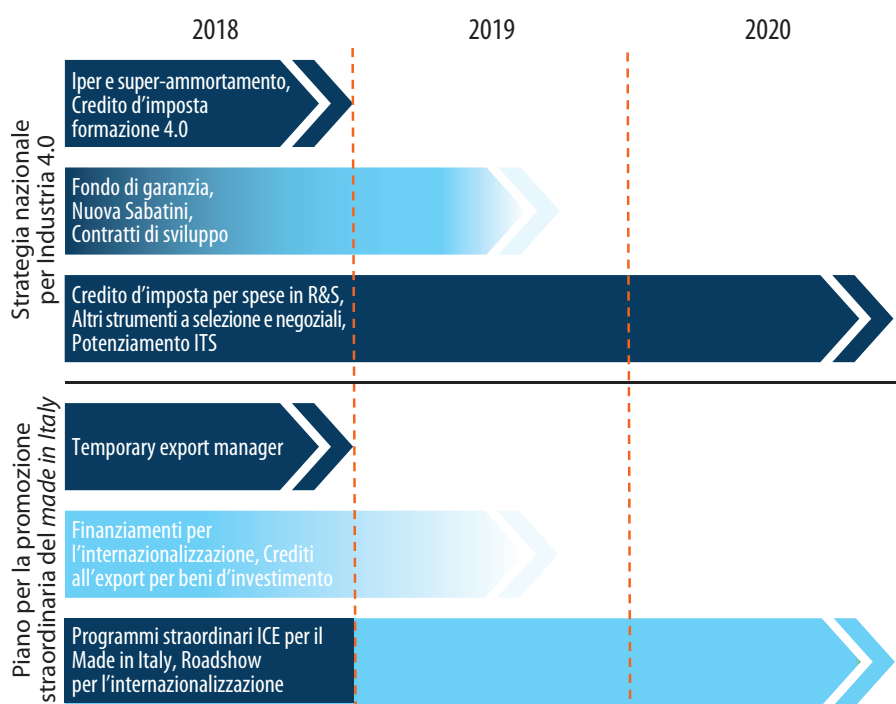 2018 2019 2020
Strategia nazionale
per Industria 4.0
Iper e super-ammortamento,
Credito d'imposta
formazione 4.0
Fondo di garanzia,
Nuova Sabatini,
Contratti di sviluppo
Credito d'imposta per spese in R&S,
Altri strumenti a selezione e negoziali,
Potenziamento ITS
Piano per la promozione
straordinaria del made in Italy
Temporary export manager
Finanziamenti per
l'internazionalizzazione, Crediti
all'export per beni d'investimento
Programmi straordinari ICE per il
Made in Italy, Roadshow
per l'internazionalizzazione